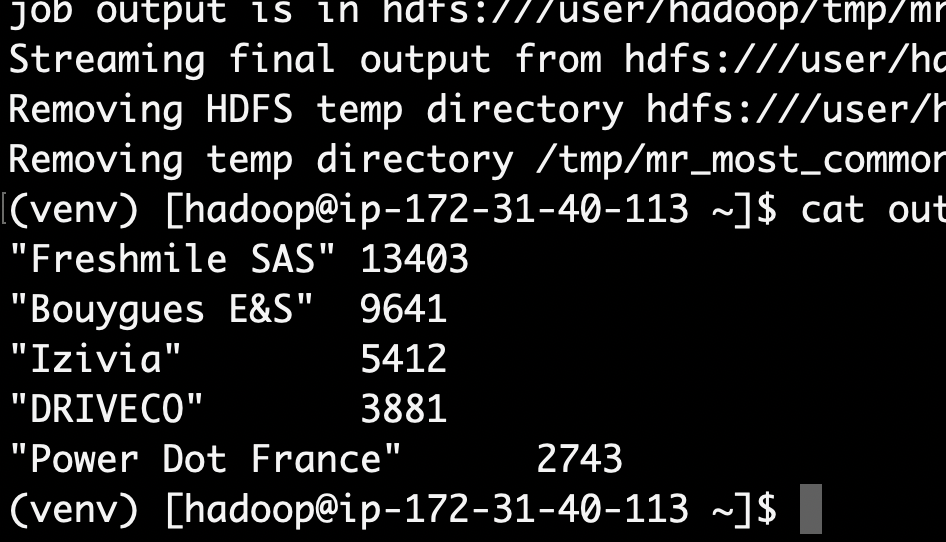 job output is in hdfs:///user/hadoop/tmp/mr
Streaming final output from hdfs:///user/ha
Removing HDFS temp directory hdfs:///user/h
Removing temp directory /tmp/mr_most_common
(venv) [hadoop@ip-172-31-40-113 ~]$ cat out
"Freshmile SAS" 13403
"Bouygues E&S" 9641
"Izivia" 5412
"DRIVECO" 3881
"Power Dot France" 2743
(venv) [hadoop@ip-172-31-40-113 ~]$